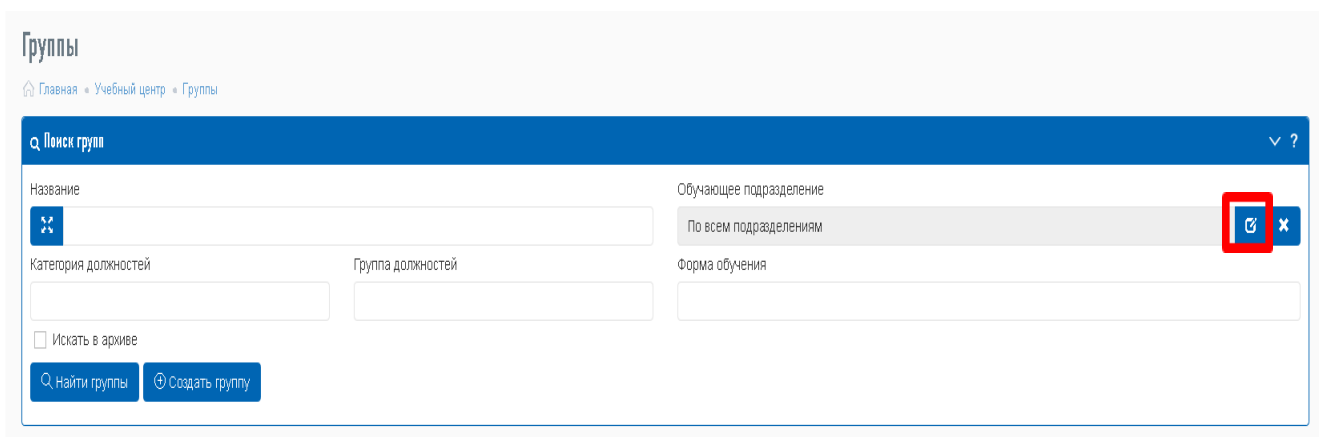 Группы
Главная • Учебный центр • Группы
Поиск групп ?
Название
Обучающее подразделение
По всем подразделениям
Категория должностей
Группа должностей
Форма обучения
Искать в архиве
Найти группы
Создать группу